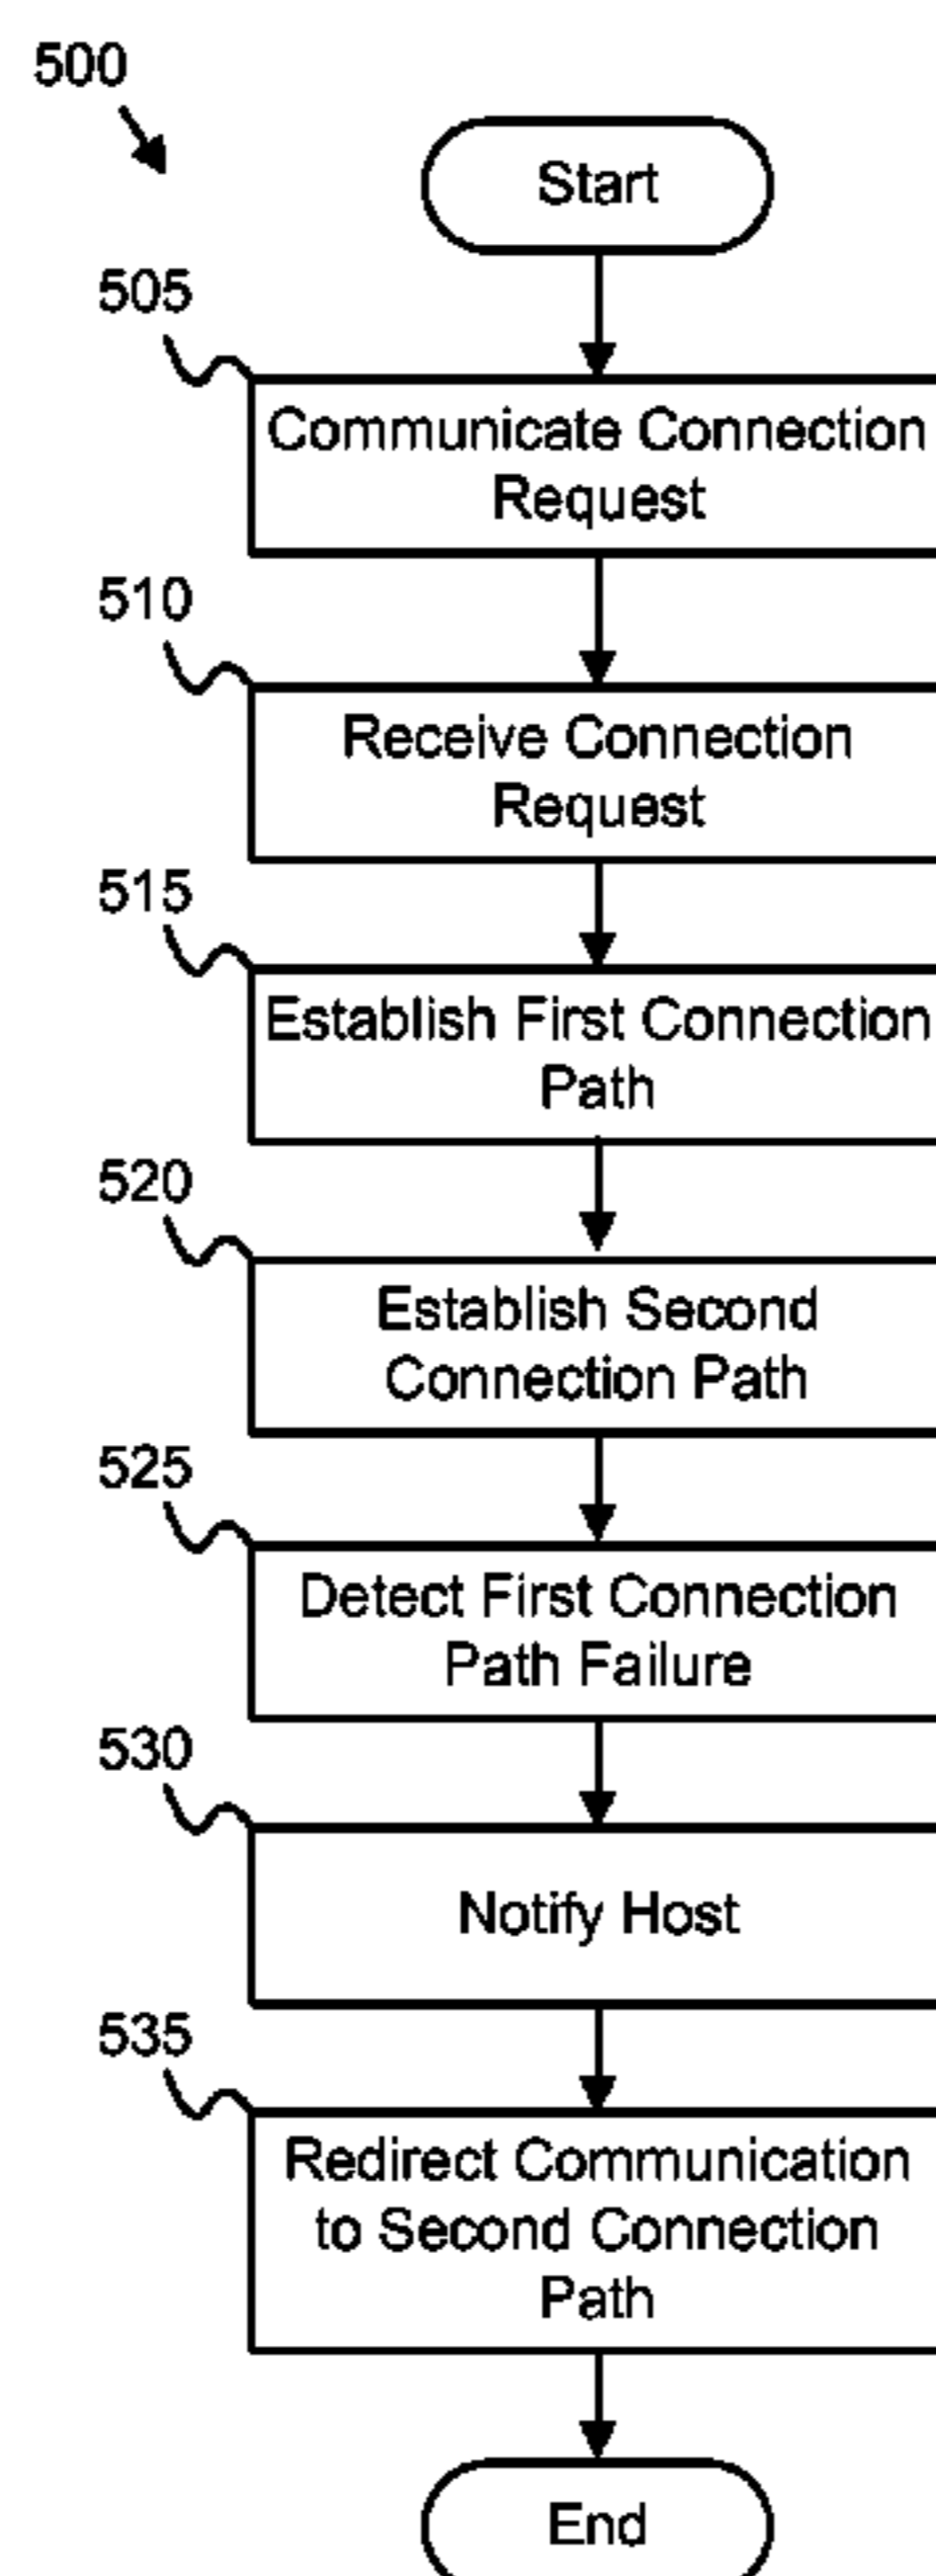 500
Start
505
Communicate Connection
Request
510
Receive Connection
Request
515
Establish First Connection
Path
520
Establish Second
Connection Path
525
Detect First Connection
Path Failure
530
Notify Host
535
Redirect Communication
to Second Connection
Path
End